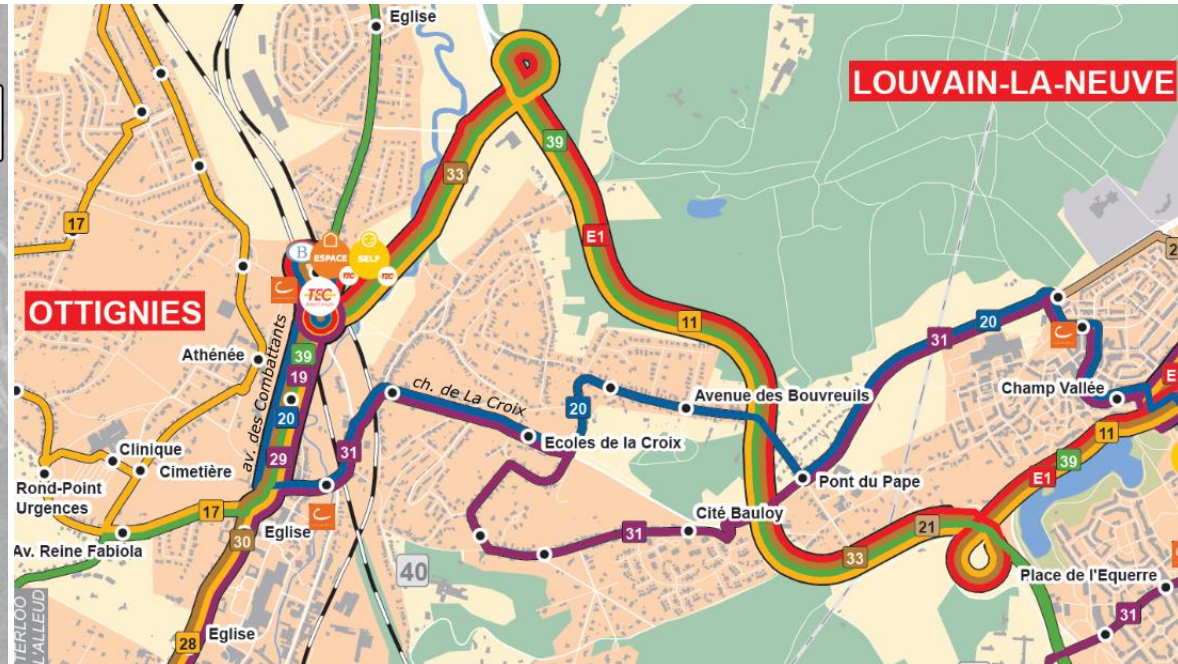 Eglise
LOUVAIN-LA-NEUVE
39
33
17
E1
B
ESPACE
SELF
TEC
TEC
TEC
OTTIGNIES
11
20
31
Athénée
av. des Combattants
39
19
20
29
ch. de La Croix
20
Avenue des Bouvreuils
Champ Vallée
11
Ecoles de la Croix
Clinique
Cimetière
31
39
E1
Rond-Point
Urgences
Pont du Pape
17
Cité Bauloy
21
Eglise
30
31
33
Av. Reine Fabiola
40
Place de l'Equerre
31
Eglise
28